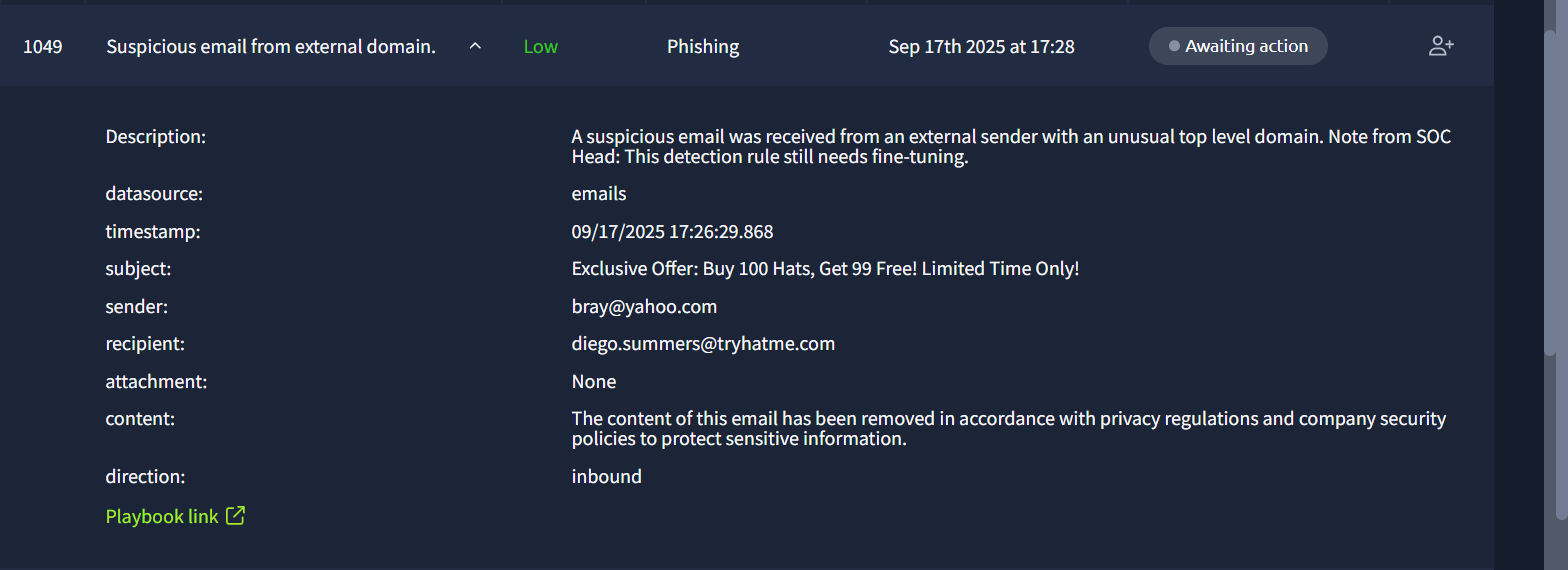 1049 Suspicious email from external domain. Low Phishing Sep 17th 2025 at 17:28 Awaiting action
Description: A suspicious email was received from an external sender with an unusual top level domain. Note from SOC
Head: This detection rule still needs fine-tuning.
datasource: emails
timestamp: 09/17/2025 17:26:29.868
subject: Exclusive Offer: Buy 100 Hats, Get 99 Free! Limited Time Only!
sender: bray@yahoo.com
recipient: diego.summers@tryhatme.com
attachment: None
content: The content of this email has been removed in accordance with privacy regulations and company security
policies to protect sensitive information.
direction: inbound
Playbook link